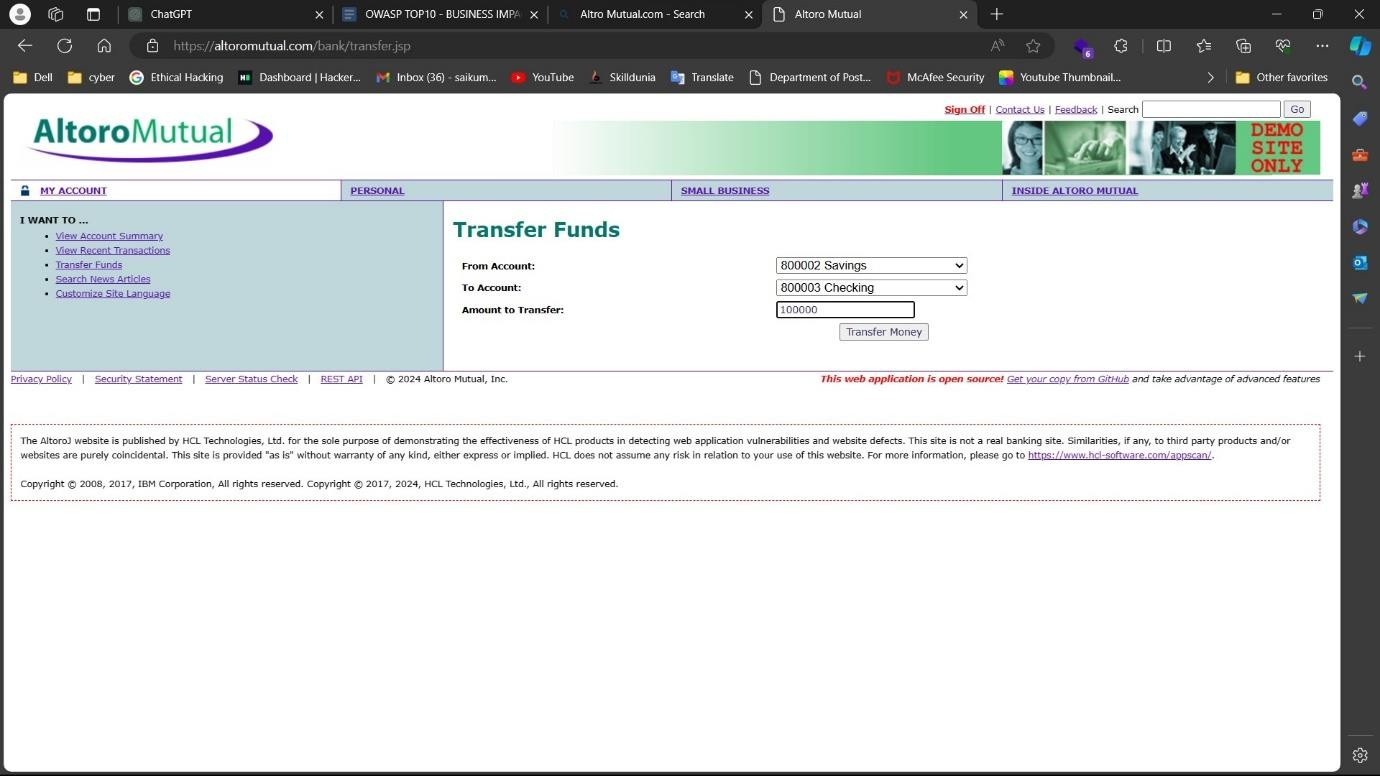 ChatGPT
OWASP TOP10 - BUSINESS IMPA
Altro Mutual.com - Search
Altoro Mutual
https://altoromutual.com/bank/transfer.jsp
6
Dell
cyber
Ethical Hacking
Dashboard | Hacker...
Inbox (36) - saikum...
YouTube
Skilldunia
Translate
Department of Post...
McAfee Security
Youtube Thumbnail...
Other favorites
Sign Off | Contact Us | Feedback | Search
Go
AltoroMutual
DEMO
SITE
ONLY
MY ACCOUNT
PERSONAL
SMALL BUSINESS
INSIDE ALTORO MUTUAL
I WANT TO ...
• View Account Summary
• View Recent Transactions
• Transfer Funds
• Search News Articles
• Customize Site Language
Transfer Funds
From Account: 800002 Savings
To Account: 800003 Checking
Amount to Transfer: 100000
Transfer Money
Privacy Policy | Security Statement | Server Status Check | REST API | © 2024 Altoro Mutual, Inc.
This web application is open source! Get your copy from GitHub and take advantage of advanced features
The AltoroJ website is published by HCL Technologies, Ltd. for the sole purpose of demonstrating the effectiveness of HCL products in detecting web application vulnerabilities and website defects. This site is not a real banking site. Similarities, if any, to third party products and/or
websites are purely coincidental. This site is provided "as is" without warranty of any kind, either express or implied. HCL does not assume any risk in relation to your use of this website. For more information, please go to https://www.hcl-software.com/appscan/.
Copyright © 2008, 2017, IBM Corporation, All rights reserved. Copyright © 2017, 2024, HCL Technologies, Ltd., All rights reserved.